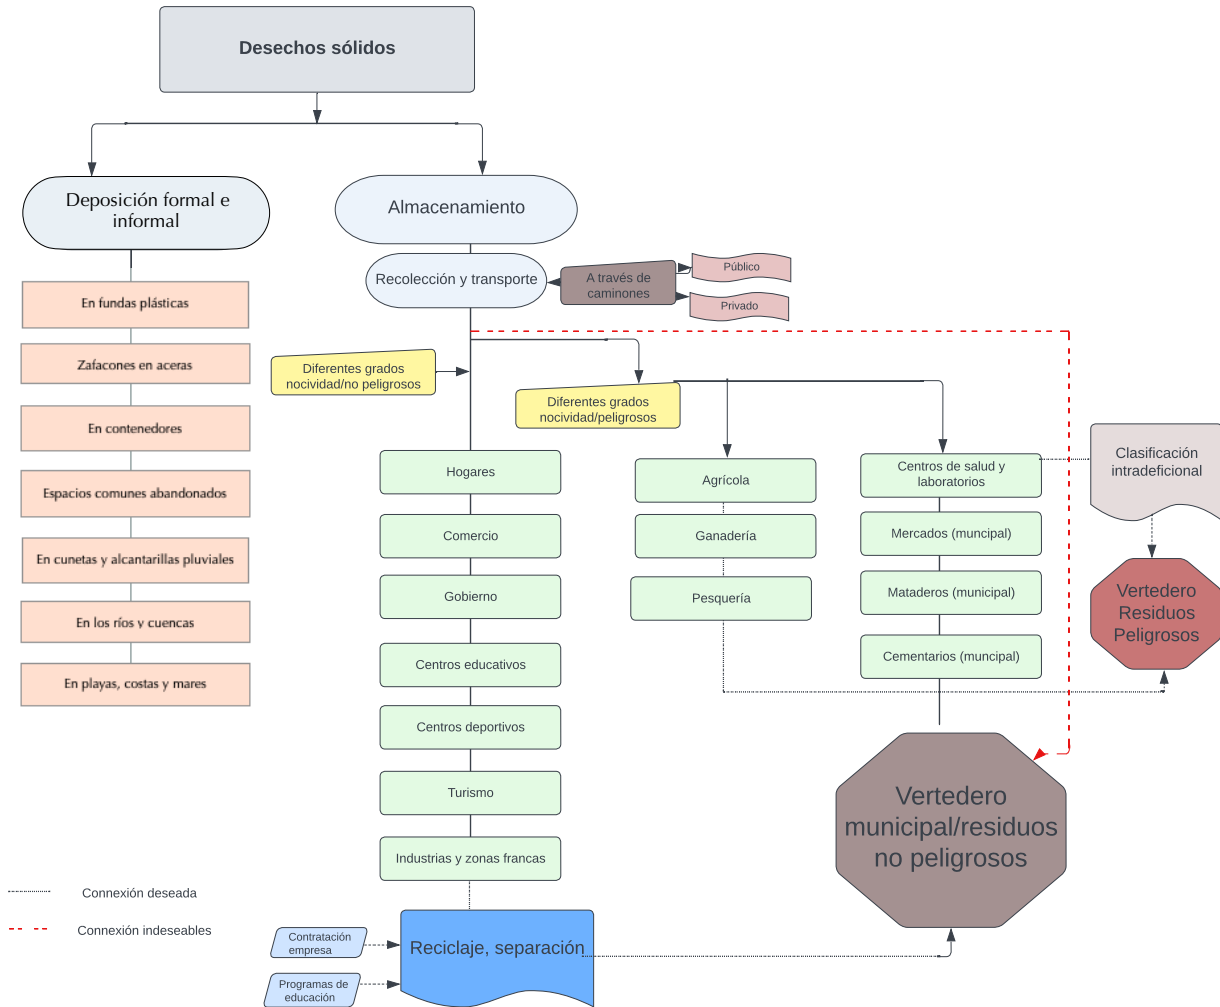 Desechos sólidos
Deposición formal e
informal
En fundas plásticas
Zafacones en aceras
En contenedores
Espacios comunes abandonados
En cunetas y alcantarillas pluviales
En los ríos y cuencas
En playas, costas y mares
Almacenamiento
Recolección y transporte
A través de
caminones
Público
Privado
Diferentes grados
nocividad/no peligrosos
Diferentes grados
nocividad/peligrosos
Hogares
Comercio
Gobierno
Centros educativos
Centros deportivos
Turismo
Industrias y zonas francas
Agrícola
Ganadería
Pesquería
Centros de salud y
laboratorios
Mercados (muncipal)
Mataderos (municipal)
Cementarios (muncipal)
Clasificación
intradeficional
Vertedero
Residuos
Peligrosos
Vertedero
municipal/residuos
no peligrosos
Connexión deseada
Connexión indeseables
Contratación
empresa
Programas de
educación
Reciclaje, separación